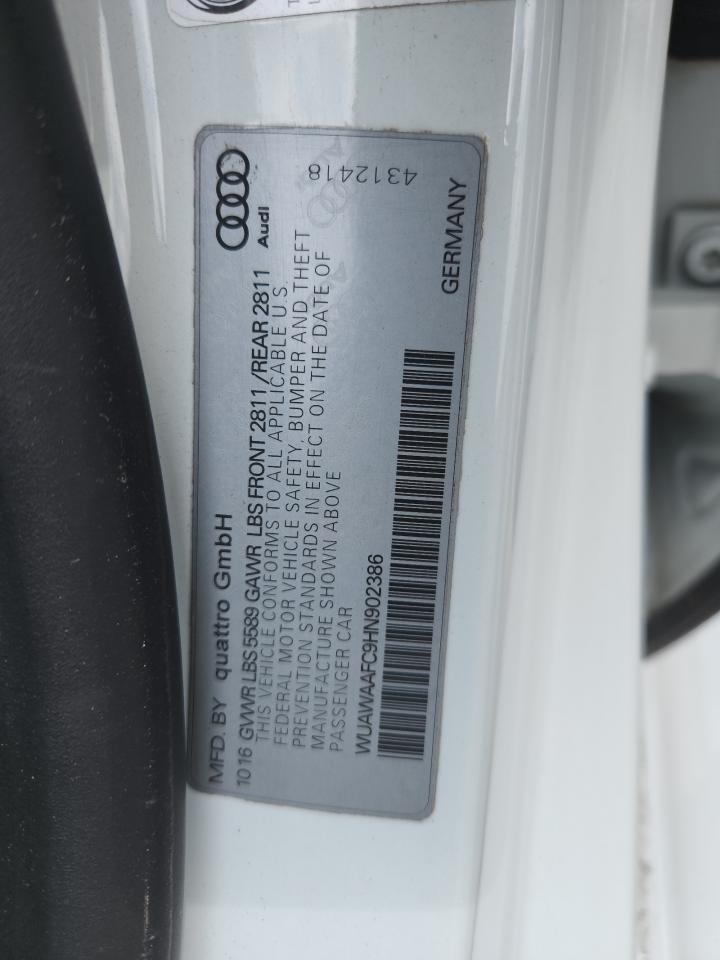 MFD. BY quattro GmbH
Audi
10 16 GVWR LBS 5589 GAWR LBS FRONT 2811 /REAR 2811
THIS VEHICLE CONFORMS TO ALL APPLICABLE U.S.
FEDERAL MOTOR VEHICLE SAFETY, BUMPER AND THEFT
PREVENTION STANDARDS IN EFFECT ON THE DATE OF
MANUFACTURE SHOWN ABOVE
PASSENGER CAR
4312418
WUAWAAFC9HN902386
GERMANY